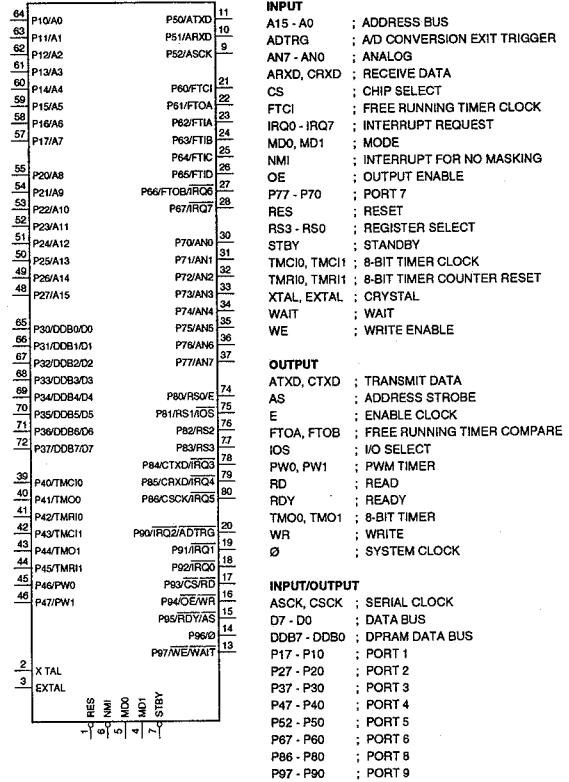 64 P10/A0
63 P11/A1
62 P12/A2
61 P13/A3
60 P14/A4
59 P15/A5
58 P16/A6
57 P17/A7
55 P20/A8
54 P21/A9
53 P22/A10
52 P23/A11
51 P24/A12
50 P25/A13
49 P26/A14
48 P27/A15
65 P30/DDB0/D0
66 P31/DDB1/D1
67 P32/DDB2/D2
68 P33/DDB3/D3
69 P34/DDB4/D4
70 P35/DDB5/D5
71 P36/DDB6/D6
72 P37/DDB7/D7
39 P40/TMCI0
40 P41/TMO0
41 P42/TMRI0
42 P43/TMCI1
43 P44/TMO1
44 P45/TMRI1
45 P46/PW0
46 P47/PW1
2 X TAL
3 EXTAL
P50/ATXD 11
P51/ARXD 10
P52/ASCK 9
P60/FTCI 21
P61/FTOA 22
P62/FTIA 23
P63/FTIB 24
P64/FTIC 25
P65/FTID 26
P66/FTOB/IRQ6 27
P67/IRQ7 28
P70/AN0 30
P71/AN1 31
P72/AN2 32
P73/AN3 33
P74/AN4 34
P75/AN5 35
P76/AN6 36
P77/AN7 37
P80/RS0/E 74
P81/RS1/IOS 75
P82/RS2 76
P83/RS3 77
P84/CTXD/IRQ3 78
P85/CRXD/IRQ4 79
P86/CSCK/IRQ5 80
P90/IRQ2/ADTRG 20
P91/IRQ1 19
P92/IRQ0 18
P93/CS/RD 17
P94/OE/WR 16
P95/RDY/AS 15
P96/Ø 14
P97/WE/WAIT 13
RES 1
NMI 6
MD0 5
MD1 4
STBY 7
INPUT
A15 - A0 ; ADDRESS BUS
ADTRG ; A/D CONVERSION EXIT TRIGGER
AN7 - AN0 ; ANALOG
ARXD, CRXD ; RECEIVE DATA
CS ; CHIP SELECT
FTCI ; FREE RUNNING TIMER CLOCK
IRQ0 - IRQ7 ; INTERRUPT REQUEST
MD0, MD1 ; MODE
NMI ; INTERRUPT FOR NO MASKING
OE ; OUTPUT ENABLE
P77 - P70 ; PORT 7
RES ; RESET
RS3 - RS0 ; REGISTER SELECT
STBY ; STANDBY
TMCI0, TMCI1 ; 8-BIT TIMER CLOCK
TMRI0, TMRI1 ; 8-BIT TIMER COUNTER RESET
XTAL, EXTAL ; CRYSTAL
WAIT ; WAIT
WE ; WRITE ENABLE
OUTPUT
ATXD, CTXD ; TRANSMIT DATA
AS ; ADDRESS STROBE
E ; ENABLE CLOCK
FTOA, FTOB ; FREE RUNNING TIMER COMPARE
IOS ; I/O SELECT
PW0, PW1 ; PWM TIMER
RD ; READ
RDY ; READY
TMO0, TMO1 ; 8-BIT TIMER
WR ; WRITE
Ø ; SYSTEM CLOCK
INPUT/OUTPUT
ASCK, CSCK ; SERIAL CLOCK
D7 - D0 ; DATA BUS
DDB7 - DDB0 ; DPRAM DATA BUS
P17 - P10 ; PORT 1
P27 - P20 ; PORT 2
P37 - P30 ; PORT 3
P47 - P40 ; PORT 4
P52 - P50 ; PORT 5
P67 - P60 ; PORT 6
P86 - P80 ; PORT 8
P97 - P90 ; PORT 9